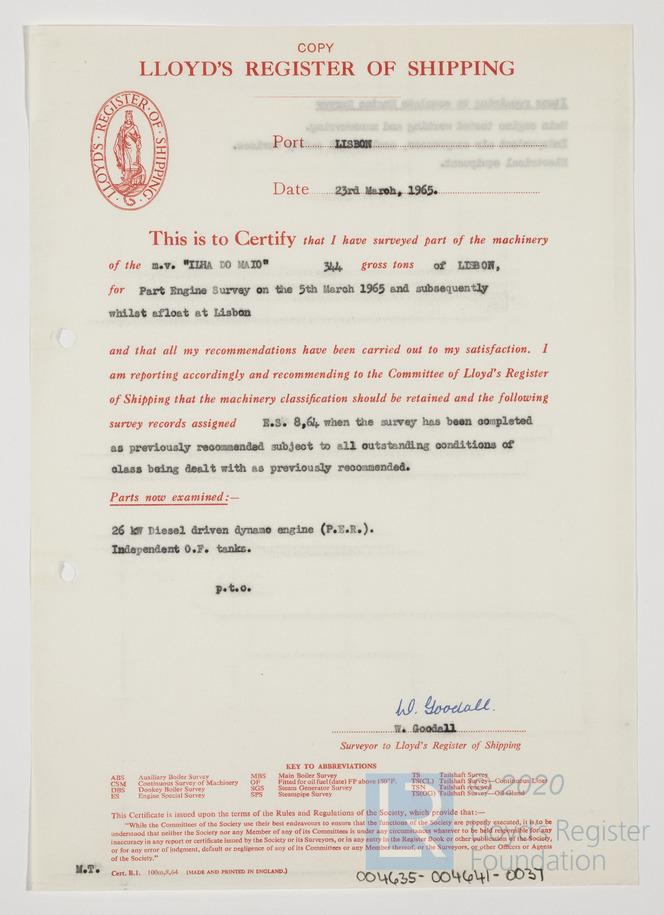 COPY
LLOYD'S REGISTER OF SHIPPING
LLOYD'S · REGISTER · OF · SHIPPING
Port LISBON
Date 23rd March, 1965.
This is to Certify that I have surveyed part of the machinery
of the m.v. "ILHA DO MAIO" 344 gross tons of LISBON,
for Part Engine Survey on the 5th March 1965 and subsequently
whilst afloat at Lisbon
and that all my recommendations have been carried out to my satisfaction. I
am reporting accordingly and recommending to the Committee of Lloyd's Register
of Shipping that the machinery classification should be retained and the following
survey records assigned E.S. 8,64 when the survey has been completed
as previously recommended subject to all outstanding conditions of
class being dealt with as previously recommended.
Parts now examined:—
26 kW Diesel driven dynamo engine (P.E.R.).
Independent O.F. tanks.
p.t.o.
W. Goodall.
W. Goodall
Surveyor to Lloyd's Register of Shipping
KEY TO ABBREVIATIONS
ABS Auxiliary Boiler Survey MBS Main Boiler Survey TS Tailshaft Survey
CSM Continuous Survey of Machinery OF Fitted for oil fuel (date) FP above 150°F. TS(CL) Tailshaft Survey—Continuous Liner
DBS Donkey Boiler Survey SGS Steam Generator Survey TSN Tailshaft renewed
ES Engine Special Survey SPS Steampipe Survey TS(OG) Tailshaft Survey—Oil Gland
This Certificate is issued upon the terms of the Rules and Regulations of the Society, which provide that:—
"While the Committees of the Society use their best endeavours to ensure that the functions of the Society are properly executed, it is to be
understood that neither the Society nor any Member of any of its Committees is under any circumstances whatever to be held responsible for any
inaccuracy in any report or certificate issued by the Society or its Surveyors, or in any entry in the Register Book or other publication of the Society,
or for any error of judgment, default or negligence of any of its Committees or any Member thereof, or the Surveyors, or other Officers or Agents
of the Society."
M.T. Cert. B.1. 100m,8,64 (MADE AND PRINTED IN ENGLAND.)
004635-004641-0037
LR
© 2020
Lloyd's Register
Foundation